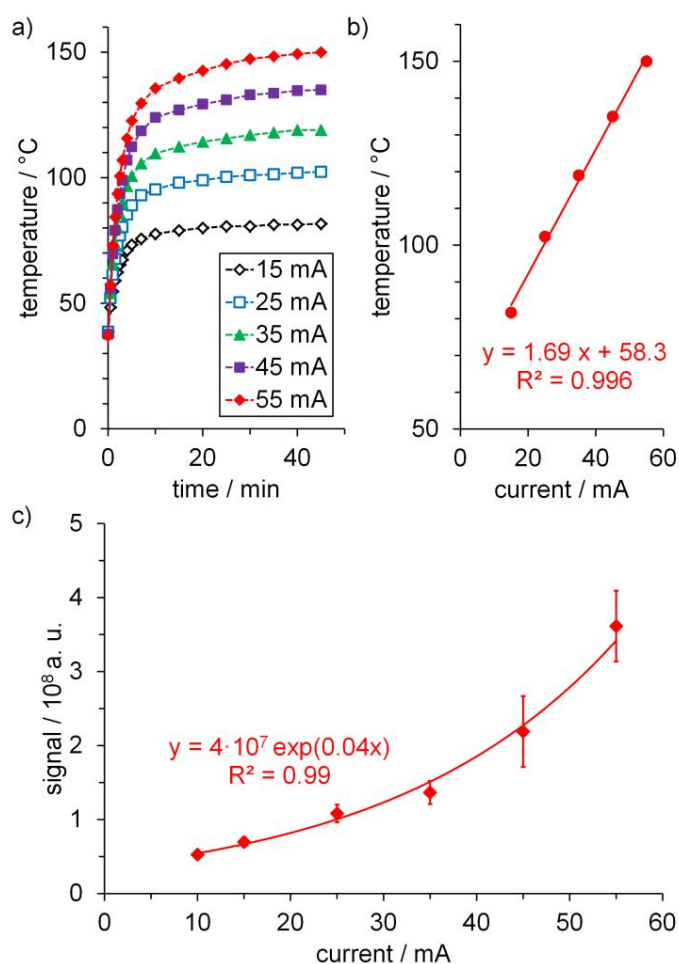 a)
150
100
50
0
temperature / °C
0 20 40
time / min
15 mA
25 mA
35 mA
45 mA
55 mA
b)
150
100
50
temperature / °C
y = 1.69 x + 58.3
R² = 0.996
0 20 40 60
current / mA
c)
5
4
3
2
1
0
signal / 10⁸ a. u.
y = 4·10⁷ exp(0.04x)
R² = 0.99
0 10 20 30 40 50 60
current / mA